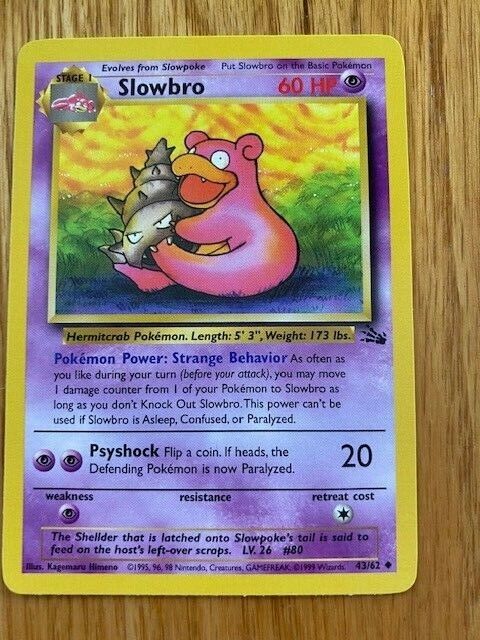 Evolves from Slowpoke Put Slowbro on the Basic Pokémon
STAGE 1
Slowbro 60 HP
Hermitcrab Pokémon. Length: 5' 3", Weight: 173 lbs.
Pokémon Power: Strange Behavior As often as
you like during your turn (before your attack), you may move
1 damage counter from 1 of your Pokémon to Slowbro as
long as you don't Knock Out Slowbro. This power can't be
used if Slowbro is Asleep, Confused, or Paralyzed.
Psyshock Flip a coin. If heads, the
Defending Pokémon is now Paralyzed.
20
weakness resistance retreat cost
The Shellder that is latched onto Slowpoke's tail is said to
feed on the host's left-over scraps. LV. 26 #80
Illus. Kagemaru Himeno ©1995, 96, 98 Nintendo, Creatures, GAMEFREAK. ©1999 Wizards. 43/62